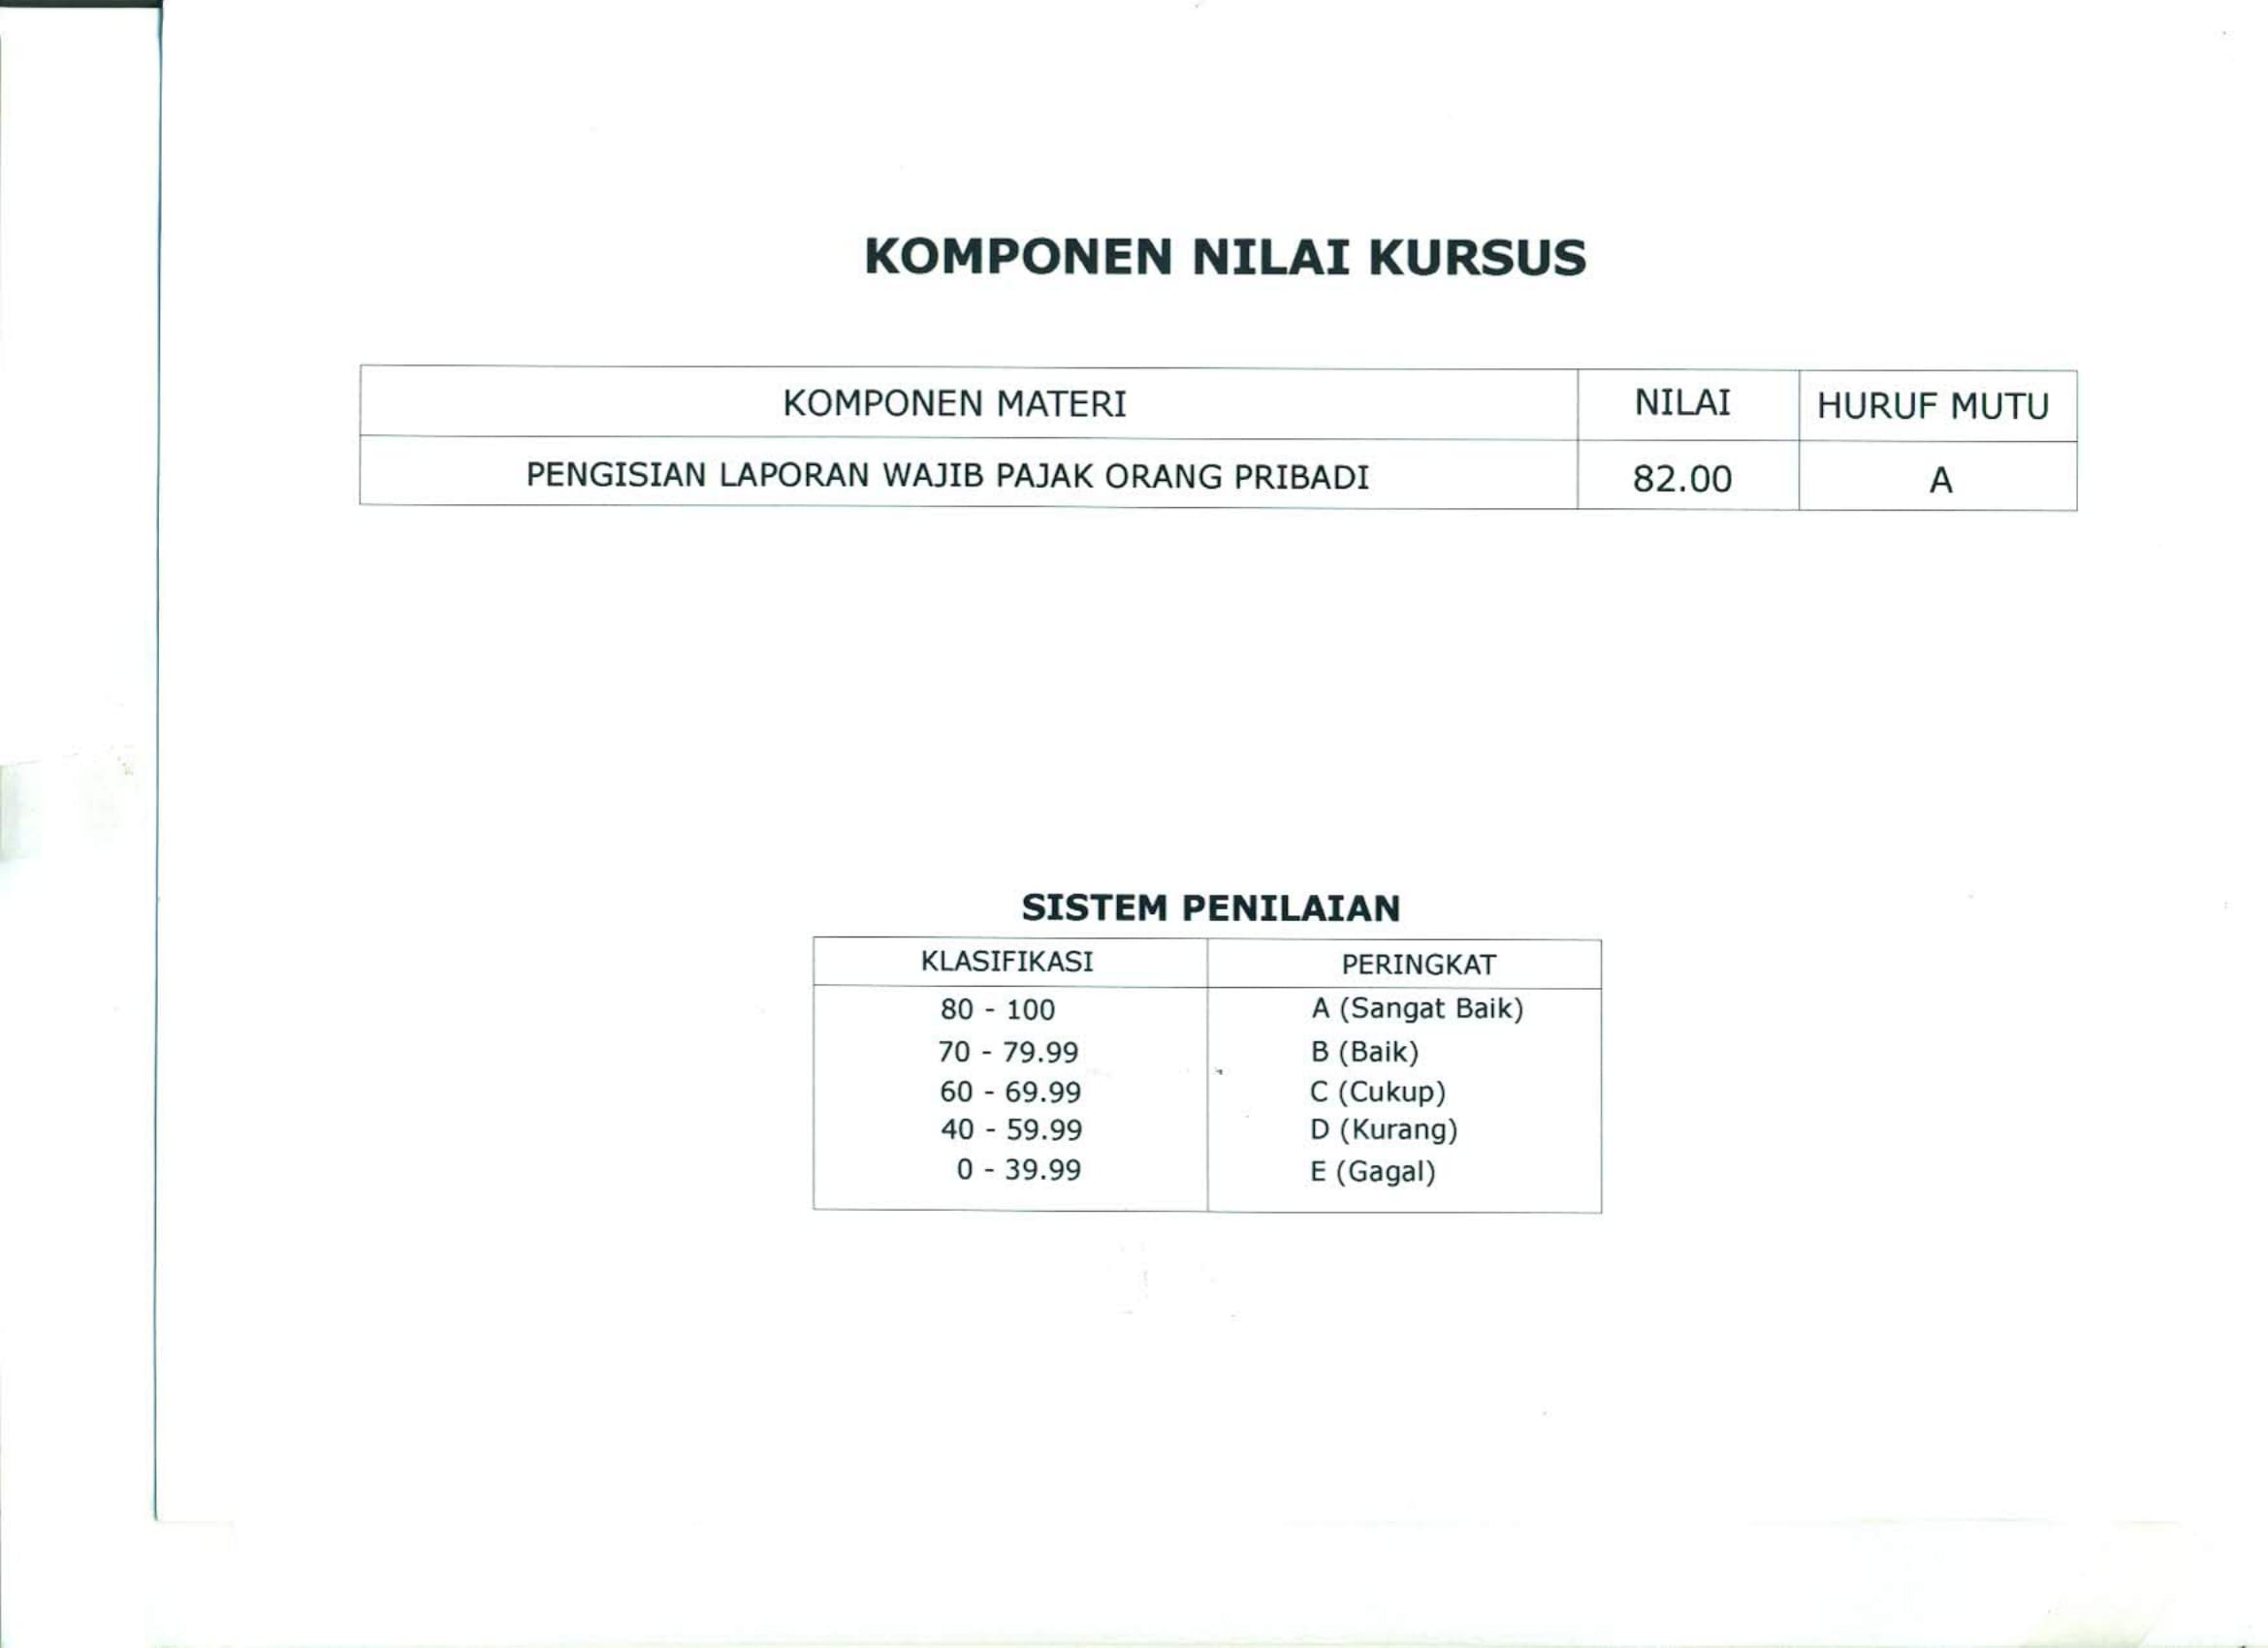 KOMPONEN NILAI KURSUS
KOMPONEN MATERI NILAI HURUF MUTU
PENGISIAN LAPORAN WAJIB PAJAK ORANG PRIBADI 82.00 A
SISTEM PENILAIAN
KLASIFIKASI PERINGKAT
80 - 100 A (Sangat Baik)
70 - 79.99 B (Baik)
60 - 69.99 C (Cukup)
40 - 59.99 D (Kurang)
0 - 39.99 E (Gagal)